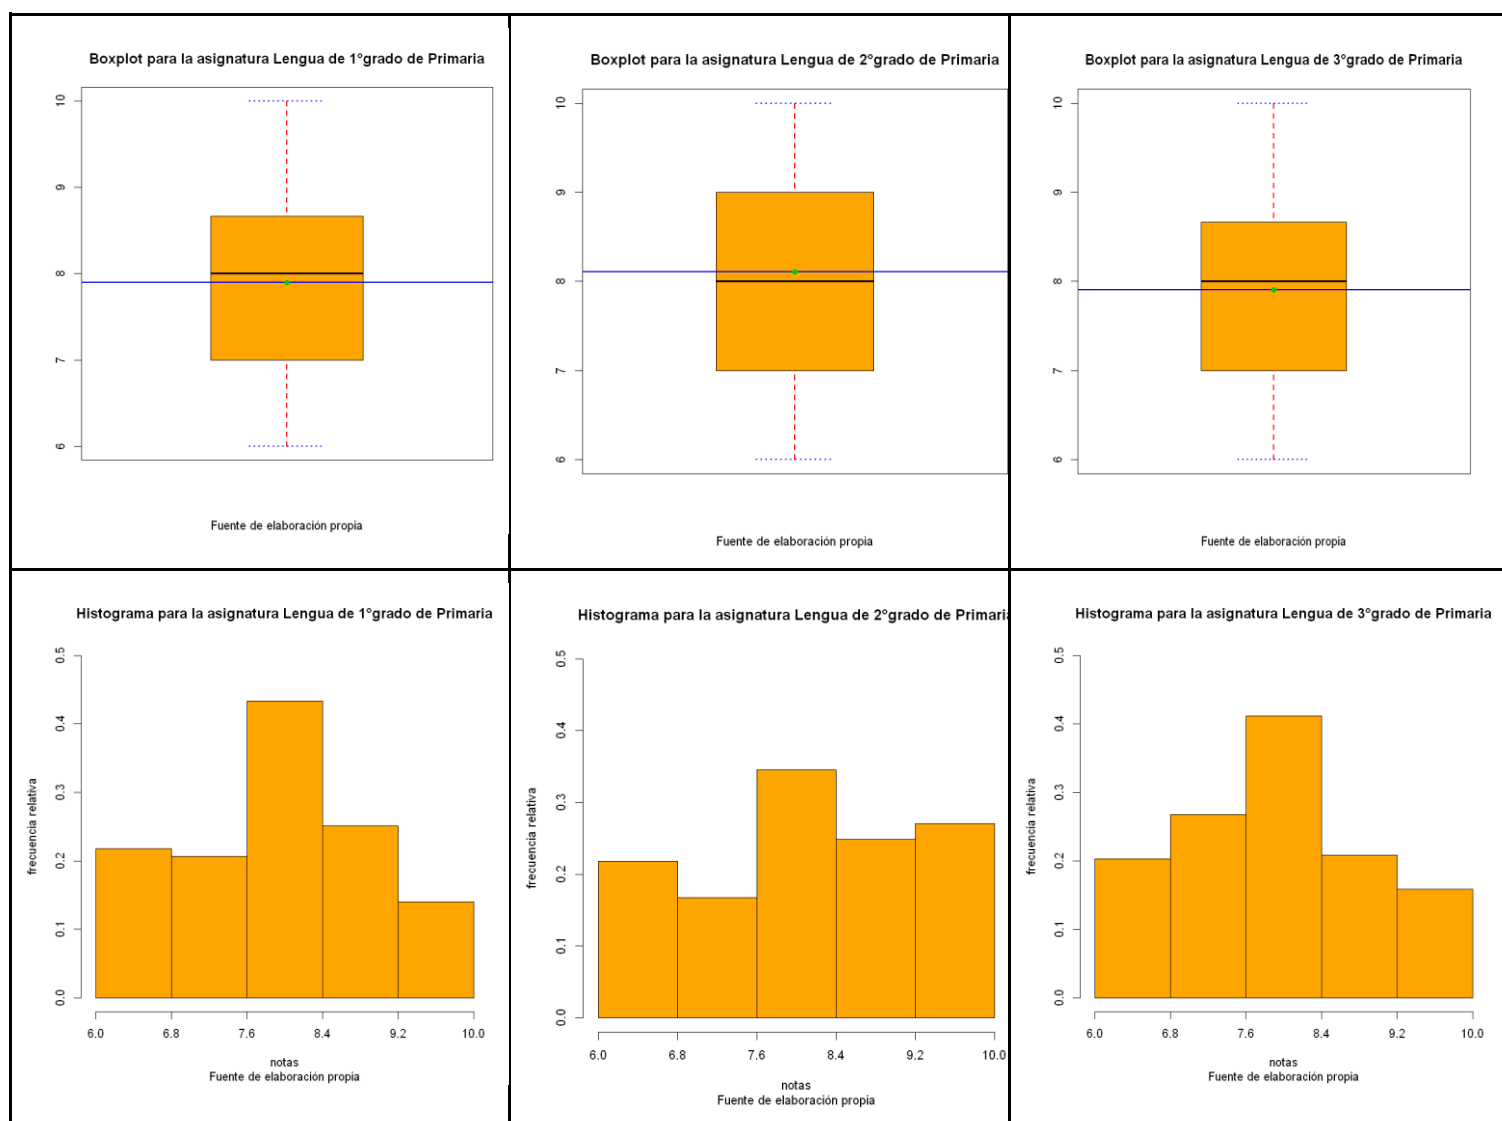 Boxplot para la asignatura Lengua de 1°grado de Primaria
10
9
8
7
6
Fuente de elaboración propia
Boxplot para la asignatura Lengua de 2°grado de Primaria
10
9
8
7
6
Fuente de elaboración propia
Boxplot para la asignatura Lengua de 3°grado de Primaria
10
9
8
7
6
Fuente de elaboración propia
Histograma para la asignatura Lengua de 1°grado de Primaria
frecuencia relativa
0.5
0.4
0.3
0.2
0.1
0.0
6.0 6.8 7.6 8.4 9.2 10.0
notas
Fuente de elaboración propia
Histograma para la asignatura Lengua de 2°grado de Primaria
frecuencia relativa
0.5
0.4
0.3
0.2
0.1
0.0
6.0 6.8 7.6 8.4 9.2 10.0
notas
Fuente de elaboración propia
Histograma para la asignatura Lengua de 3°grado de Primaria
frecuencia relativa
0.5
0.4
0.3
0.2
0.1
0.0
6.0 6.8 7.6 8.4 9.2 10.0
notas
Fuente de elaboración propia